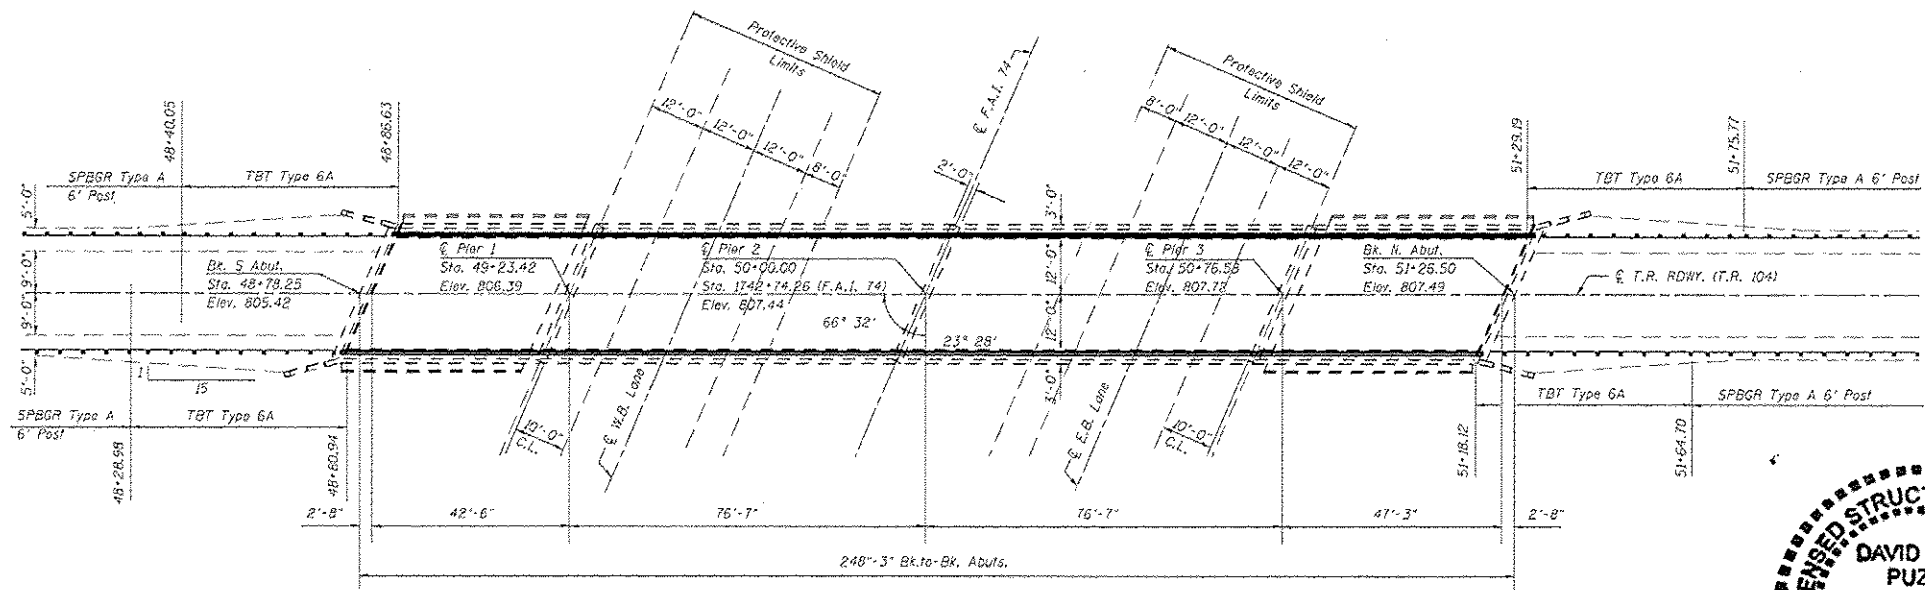 Protective Shield
Limits
12'-0"
12'-0"
12'-0"
8'-0"
℄ F.A.I. 74
2'-0"
Protective Shield
Limits
8'-0"
12'-0"
12'-0"
12'-0"
48+40.05
48+86.63
51+29.19
51+75.77
SPBGR Type A
6' Post
TBT Type 6A
TBT Type 6A
SPBGR Type A 6' Post
5'-0"
9'-0"
9'-0"
5'-0"
3'-0"
12'-0"
12'-0"
3'-0"
Bk. S Abut.
Sta. 48+78.25
Elev. 805.42
℄ Pier 1
Sta. 49+23.42
Elev. 806.39
℄ Pier 2
Sta. 50+00.00
Sta. 1742+74.26 (F.A.I. 74)
Elev. 807.44
℄ Pier 3
Sta. 50+76.58
Elev. 807.72
Bk. N. Abut.
Sta. 51+26.50
Elev. 807.49
℄ T.R. RDWY. (T.R. 104)
66° 32'
23° 28'
1
15
SPBGR Type A
6' Post
TBT Type 6A
TBT Type 6A
SPBGR Type A 6' Post
10'-0"
C.L.
℄ W.B. Lane
℄ E.B. Lane
10'-0"
C.L.
48+28.98
48+80.94
51+18.12
51+64.70
2'-8"
42'-6"
76'-7"
76'-7"
47'-3"
2'-8"
248'-3" Bk.to-Bk. Abuts.
ENSED STRUCT
DAVID
PUZ